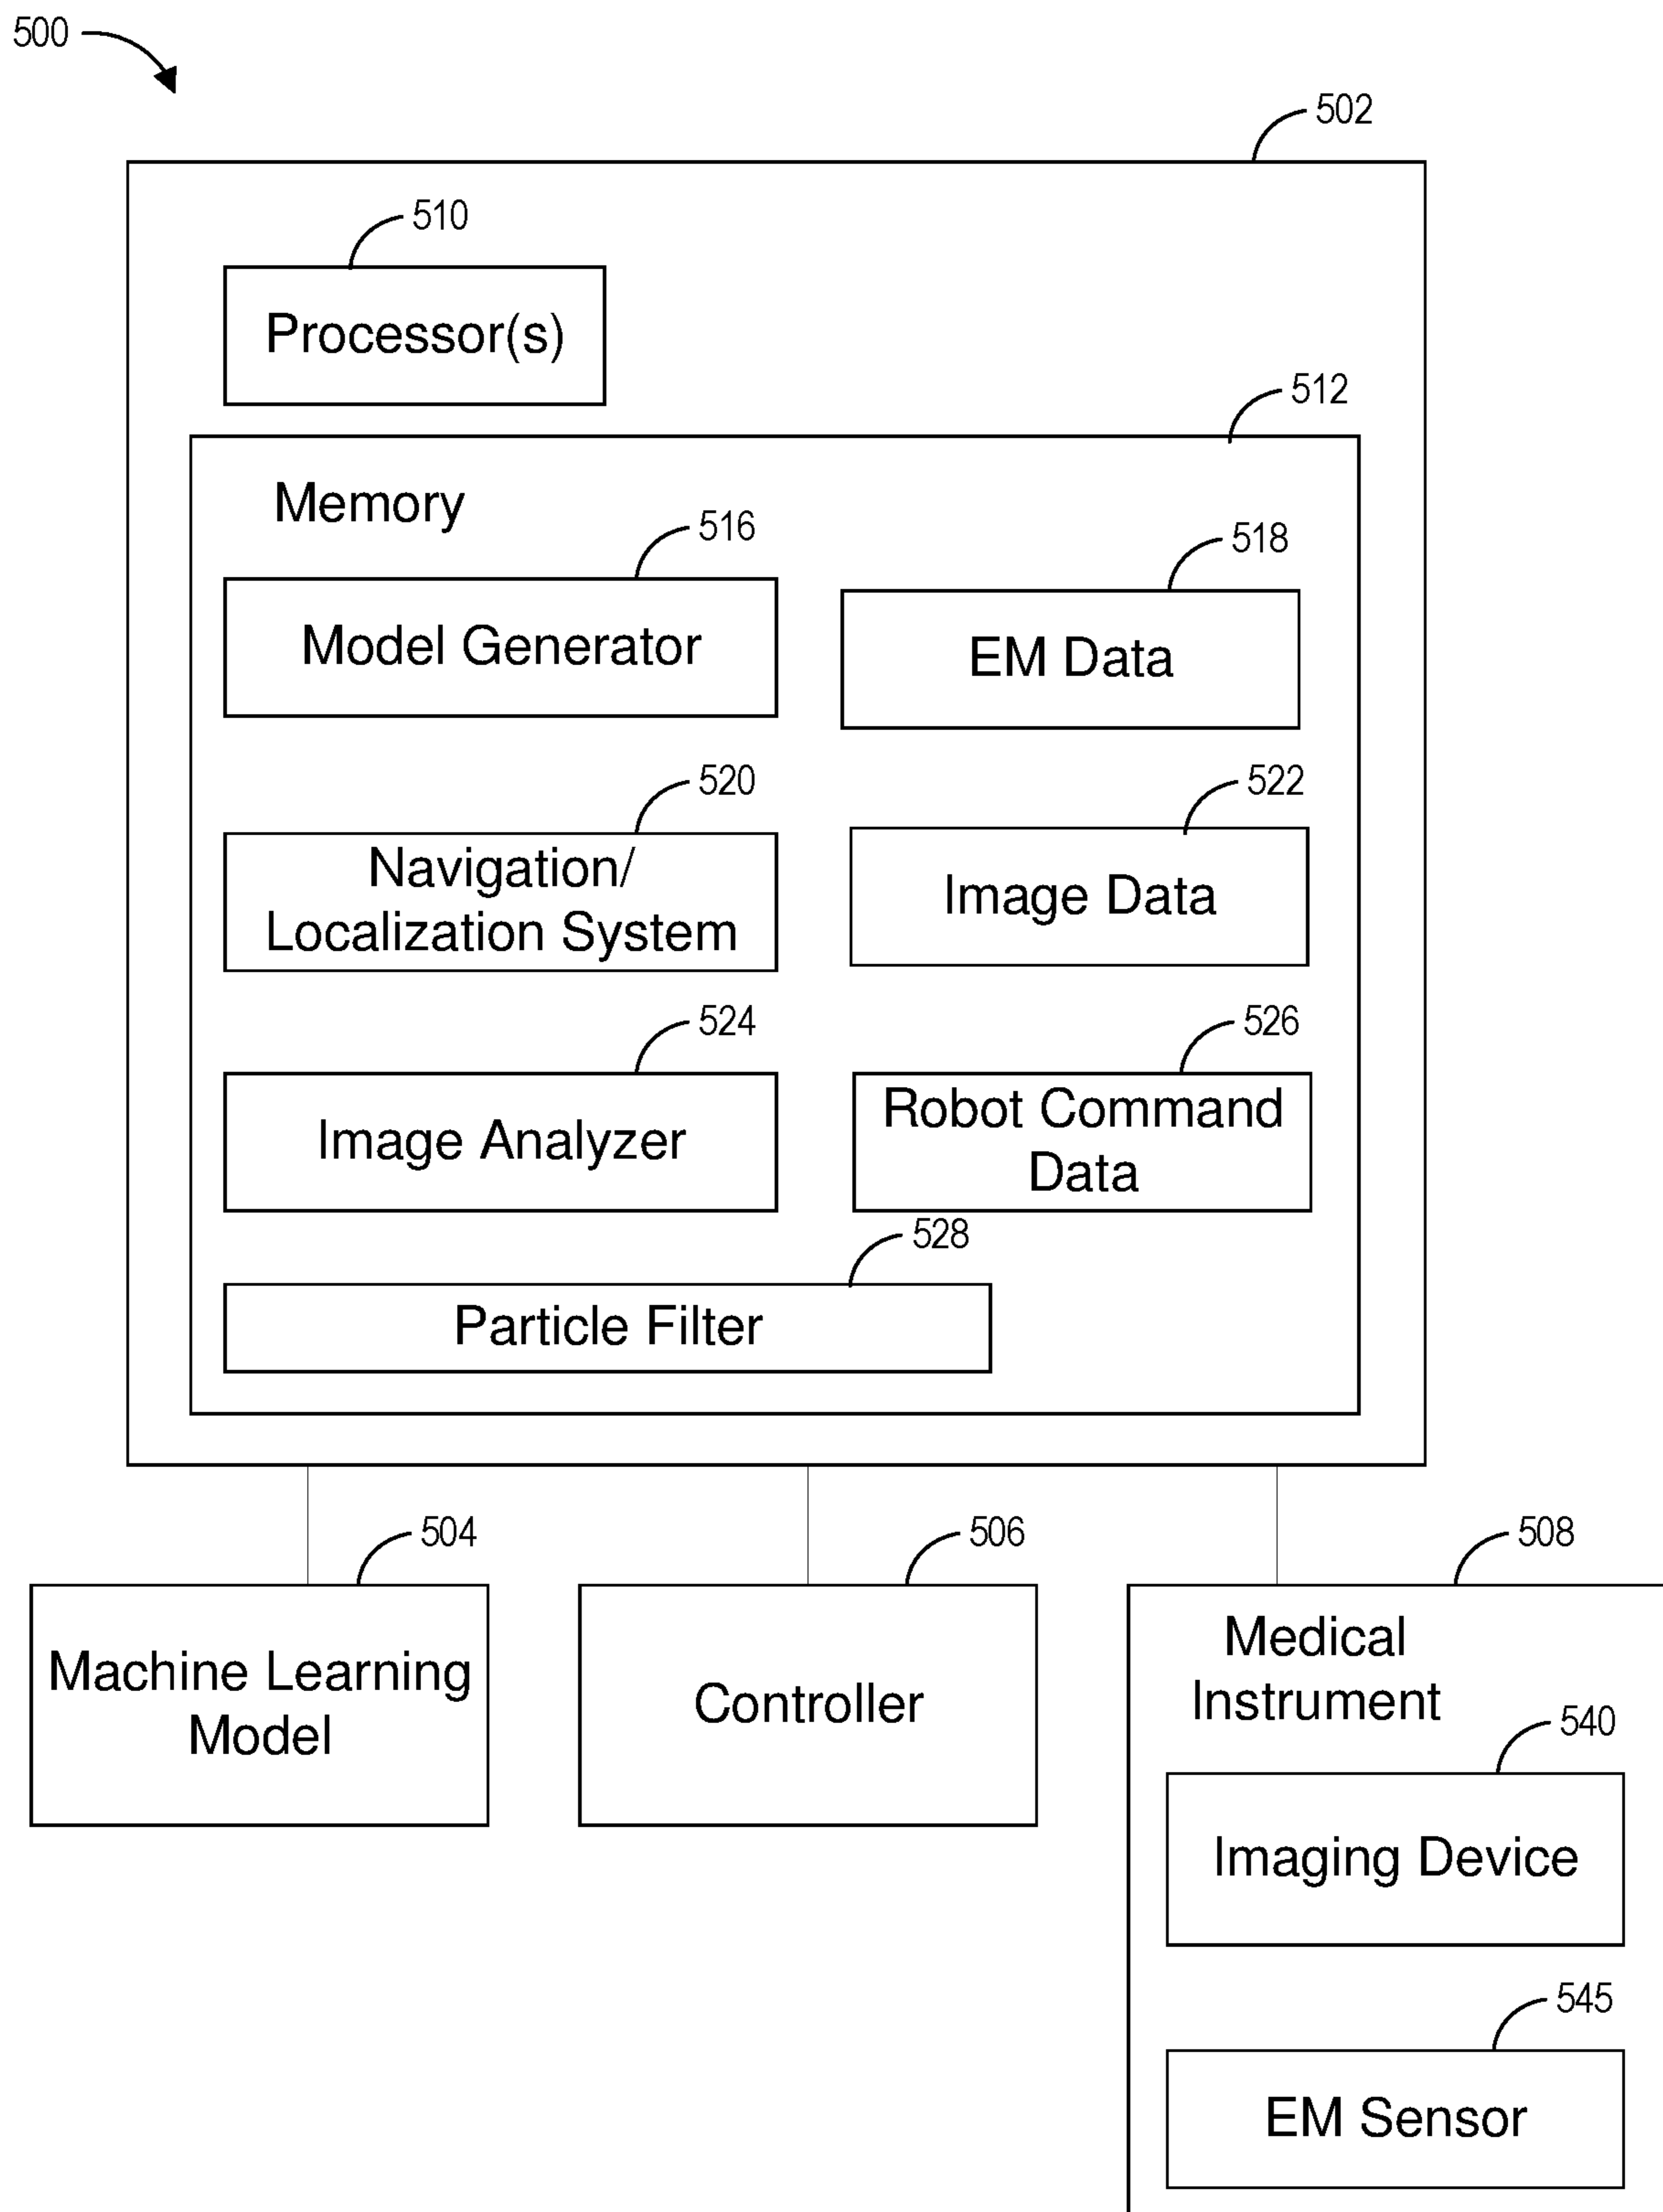 500
502
510
Processor(s)
512
Memory
516
518
Model Generator
EM Data
520
522
Navigation/
Localization System
Image Data
524
526
Image Analyzer
Robot Command
Data
528
Particle Filter
504
506
508
Machine Learning
Model
Controller
Medical
Instrument
540
Imaging Device
545
EM Sensor